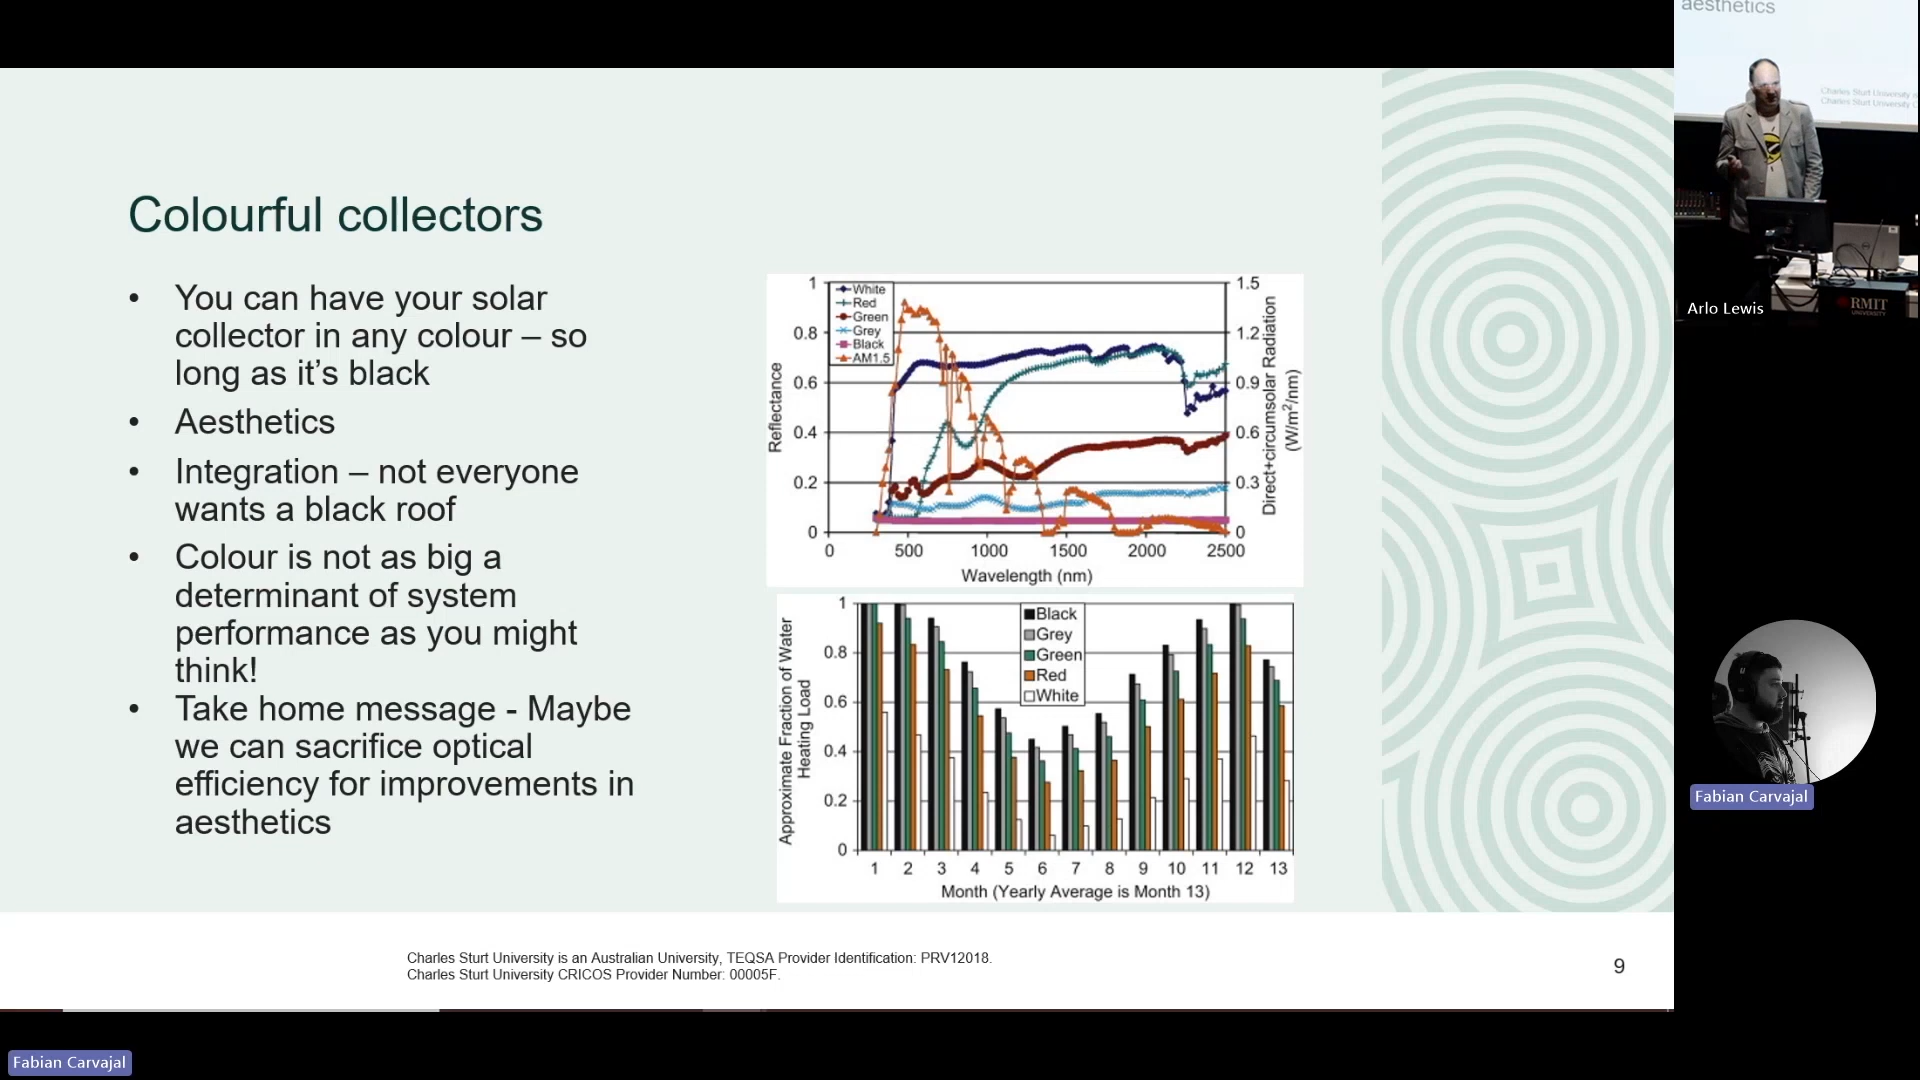 Colourful collectors
• You can have your solar
collector in any colour – so
long as it’s black
• Aesthetics
• Integration – not everyone
wants a black roof
• Colour is not as big a
determinant of system
performance as you might
think!
• Take home message - Maybe
we can sacrifice optical
efficiency for improvements in
aesthetics
White
Red
Green
Grey
Black
AM1.5
Reflectance
1
0.8
0.6
0.4
0.2
0
1.5
1.2
0.9
0.6
0.3
0
Direct+circumsolar Radiation
(W/m²/nm)
0 500 1000 1500 2000 2500
Wavelength (nm)
Approximate Fraction of Water
Heating Load
1
0.8
0.6
0.4
0.2
0
Black
Grey
Green
Red
White
1 2 3 4 5 6 7 8 9 10 11 12 13
Month (Yearly Average is Month 13)
Charles Sturt University is an Australian University, TEQSA Provider Identification: PRV12018.
Charles Sturt University CRICOS Provider Number: 00005F.
9
aesthetics
Charles Sturt University is
Charles Sturt University C
RMIT
UNIVERSITY
Arlo Lewis
Fabian Carvajal
Fabian Carvajal